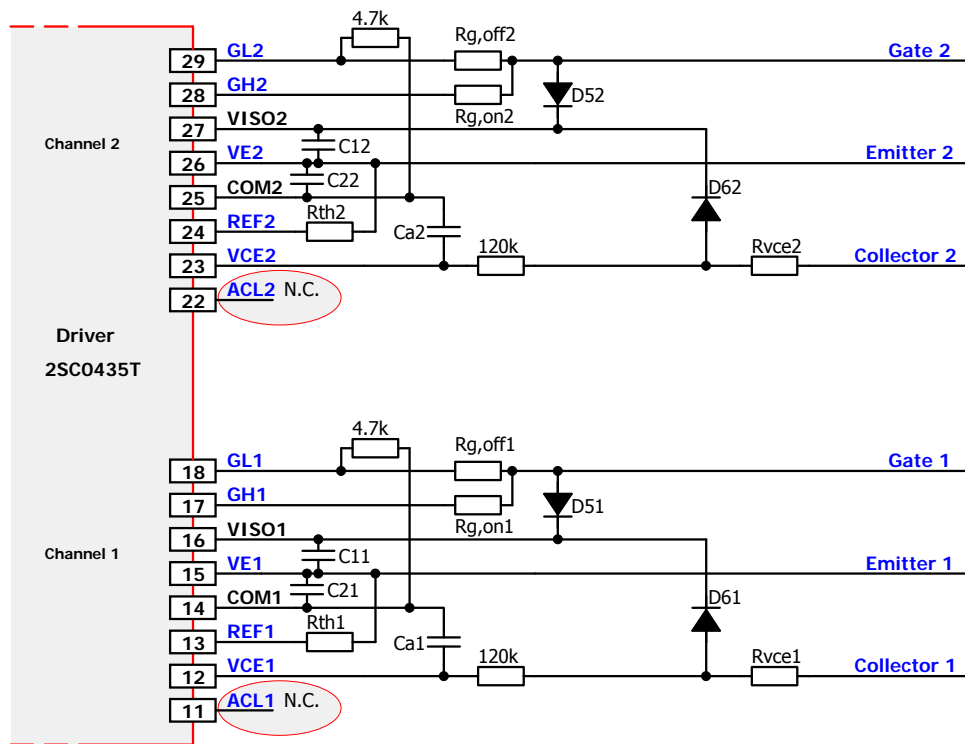 4.7k
Rg,off2
29 GL2 Gate 2
28 GH2
Rg,on2 D52
27 VISO2
Channel 2
C12
26 VE2 Emitter 2
C22
25 COM2 D62
24 REF2 Rth2 Ca2
23 VCE2 120k Rvce2 Collector 2
22 ACL2 N.C.
Driver
2SC0435T
4.7k
Rg,off1
18 GL1 Gate 1
17 GH1
Rg,on1 D51
16 VISO1
Channel 1
C11
15 VE1 Emitter 1
C21
14 COM1 D61
13 REF1 Rth1 Ca1
12 VCE1 120k Rvce1 Collector 1
11 ACL1 N.C.